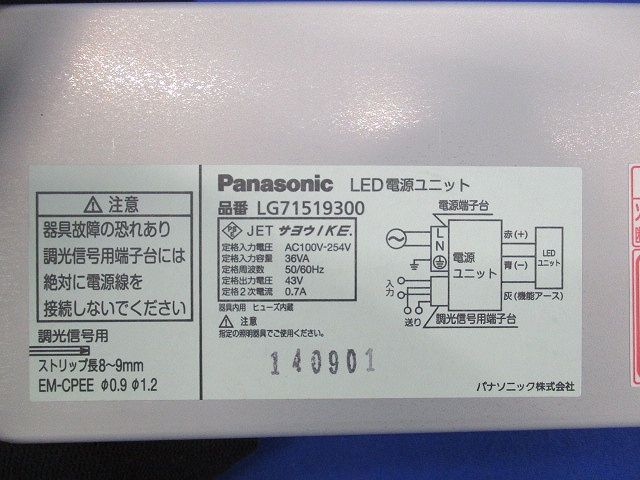 ⚠ 注意
器具故障の恐れあり
調光信号用端子台には
絶対に電源線を
接続しないでください
調光信号用
ストリップ長8~9mm
EM-CPEE φ0.9 φ1.2
Panasonic LED電源ユニット
品番 LG71519300
JET サヨウIKE.
定格入力電圧 AC100V-254V
定格入力容量 36VA
定格周波数 50/60Hz
定格出力電圧 43V
定格2次電流 0.7A
器具内用 ヒューズ内蔵
⚠ 注意
指定の照明器具でご使用ください。
140901
電源端子台
L
N
電源
ユニット
赤(+)
青(-)
灰(機能アース)
LED
ユニット
入力
送り
調光信号用端子台
パナソニック株式会社